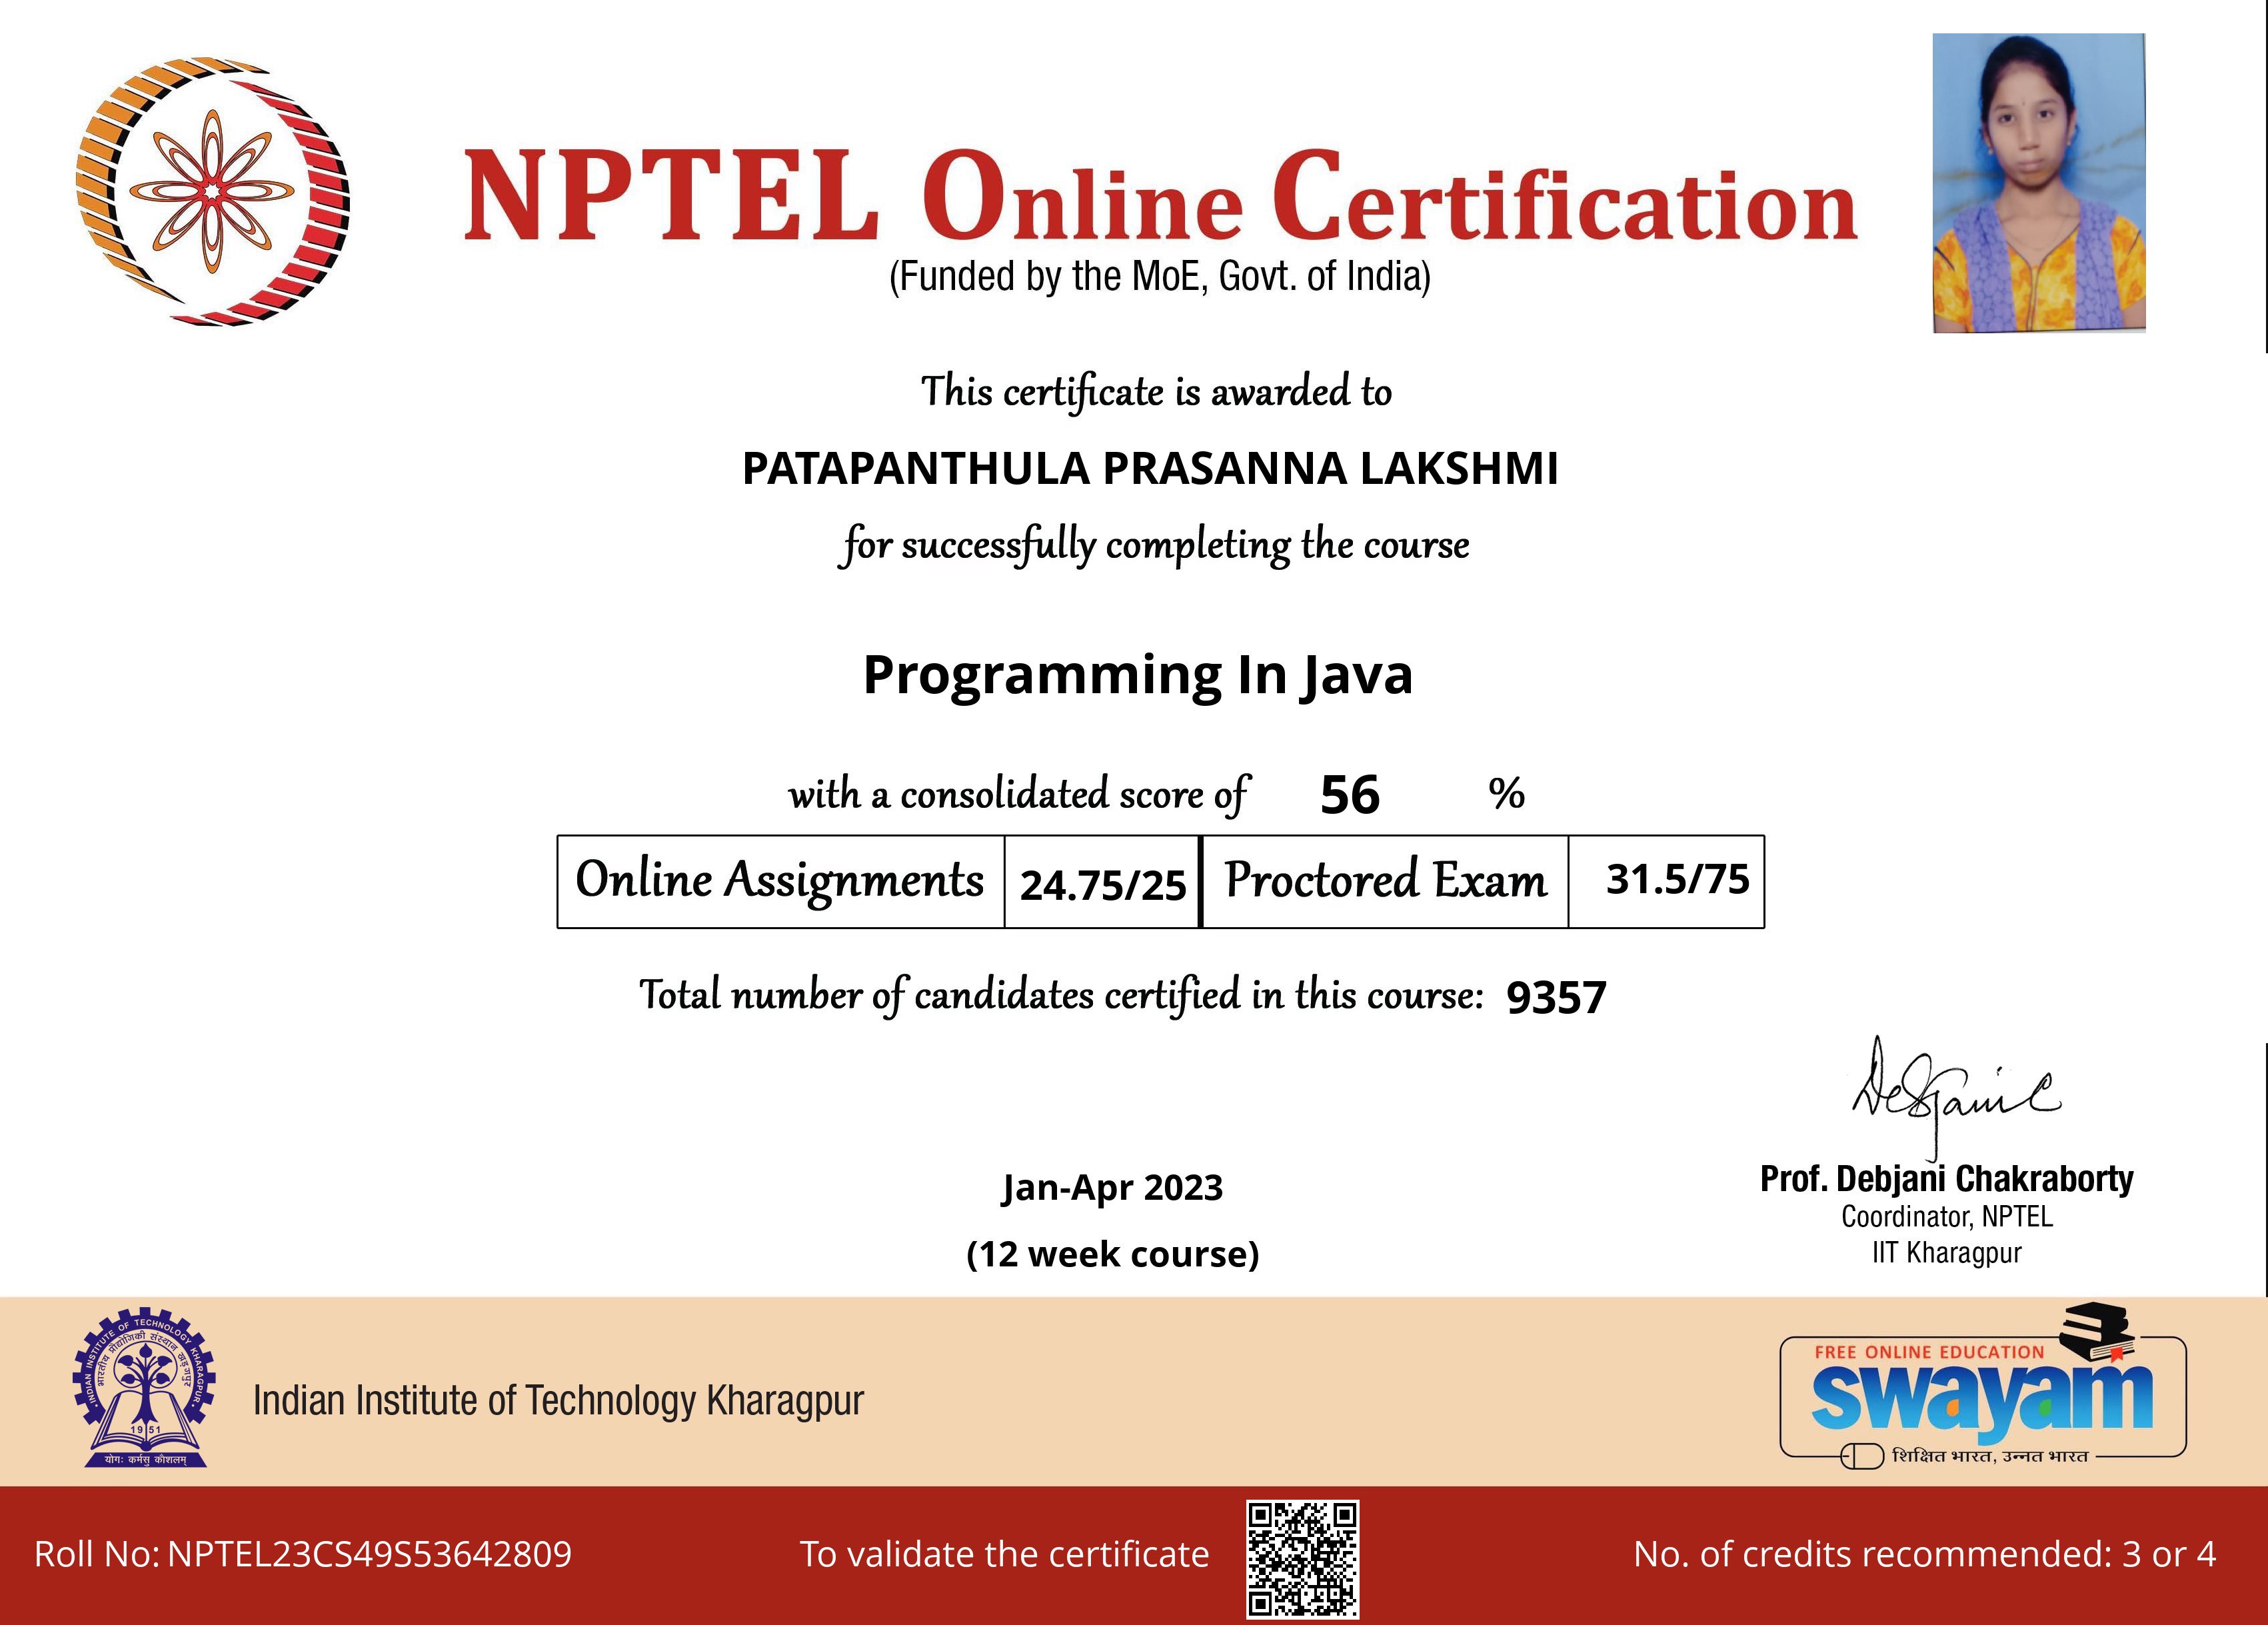 NPTEL Online Certification
(Funded by the MoE, Govt. of India)
This certificate is awarded to
PATAPANTHULA PRASANNA LAKSHMI
for successfully completing the course
Programming In Java
with a consolidated score of 56 %
Online Assignments 24.75/25 Proctored Exam 31.5/75
Total number of candidates certified in this course: 9357
Debjani C
Prof. Debjani Chakraborty
Coordinator, NPTEL
IIT Kharagpur
Jan-Apr 2023
(12 week course)
INDIAN INSTITUTE OF TECHNOLOGY KHARAGPUR
भारतीय प्रौद्योगिकी संस्थान खड़गपुर
1951
योगः कर्मसु कौशलम्
Indian Institute of Technology Kharagpur
FREE ONLINE EDUCATION
swayam
शिक्षित भारत, उन्नत भारत
Roll No: NPTEL23CS49S53642809
To validate the certificate
No. of credits recommended: 3 or 4